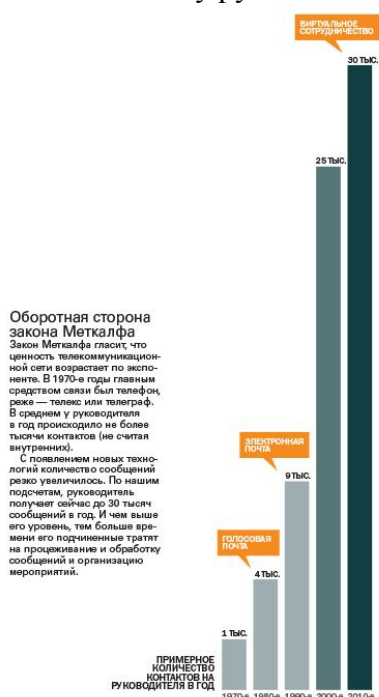 ВИРТУАЛЬНОЕ
СОТРУДНИЧЕСТВО
30 ТЫС.
25 ТЫС.
Оборотная сторона
закона Меткалфа
Закон Меткалфа гласит, что
ценность телекоммуникацион-
ной сети возрастает по экспо-
ненте. В 1970-е годы главным
средством связи был телефон,
реже — телекс или телеграф.
В среднем у руководителя
в год происходило не более
тысячи контактов (не считая
внутренних).
С появлением новых техно-
логий количество сообщений
резко увеличилось. По нашим
подсчетам, руководитель
получает сейчас до 30 тысяч
сообщений в год. И чем выше
его уровень, тем больше вре-
мени его подчиненные тратят
на процеживание и обработку
сообщений и организацию
мероприятий.
ЭЛЕКТРОННАЯ
ПОЧТА
9 ТЫС.
ГОЛОСОВАЯ
ПОЧТА
4 ТЫС.
1 ТЫС.
ПРИМЕРНОЕ
КОЛИЧЕСТВО
КОНТАКТОВ НА
РУКОВОДИТЕЛЯ В ГОД
1970-е 1980-е 1990-е 2000-е 2010-е